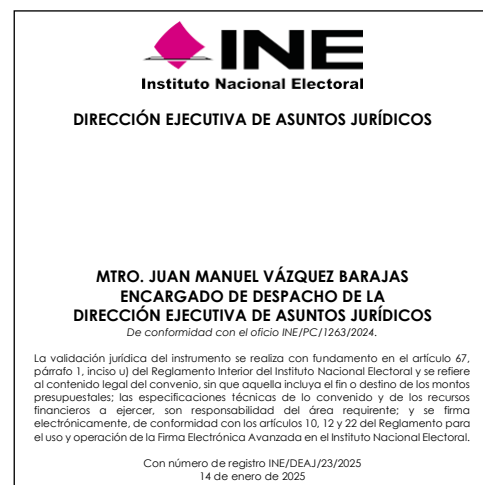 INE
Instituto Nacional Electoral
DIRECCIÓN EJECUTIVA DE ASUNTOS JURÍDICOS
MTRO. JUAN MANUEL VÁZQUEZ BARAJAS
ENCARGADO DE DESPACHO DE LA
DIRECCIÓN EJECUTIVA DE ASUNTOS JURÍDICOS
De conformidad con el oficio INE/PC/1263/2024.
La validación jurídica del instrumento se realiza con fundamento en el artículo 67,
párrafo 1, inciso u) del Reglamento Interior del Instituto Nacional Electoral y se refiere
al contenido legal del convenio, sin que aquella incluya el fin o destino de los montos
presupuestales; las especificaciones técnicas de lo convenido y de los recursos
financieros a ejercer, son responsabilidad del área requirente; y se firma
electrónicamente, de conformidad con los artículos 10, 12 y 22 del Reglamento para
el uso y operación de la Firma Electrónica Avanzada en el Instituto Nacional Electoral.
Con número de registro INE/DEAJ/23/2025
14 de enero de 2025